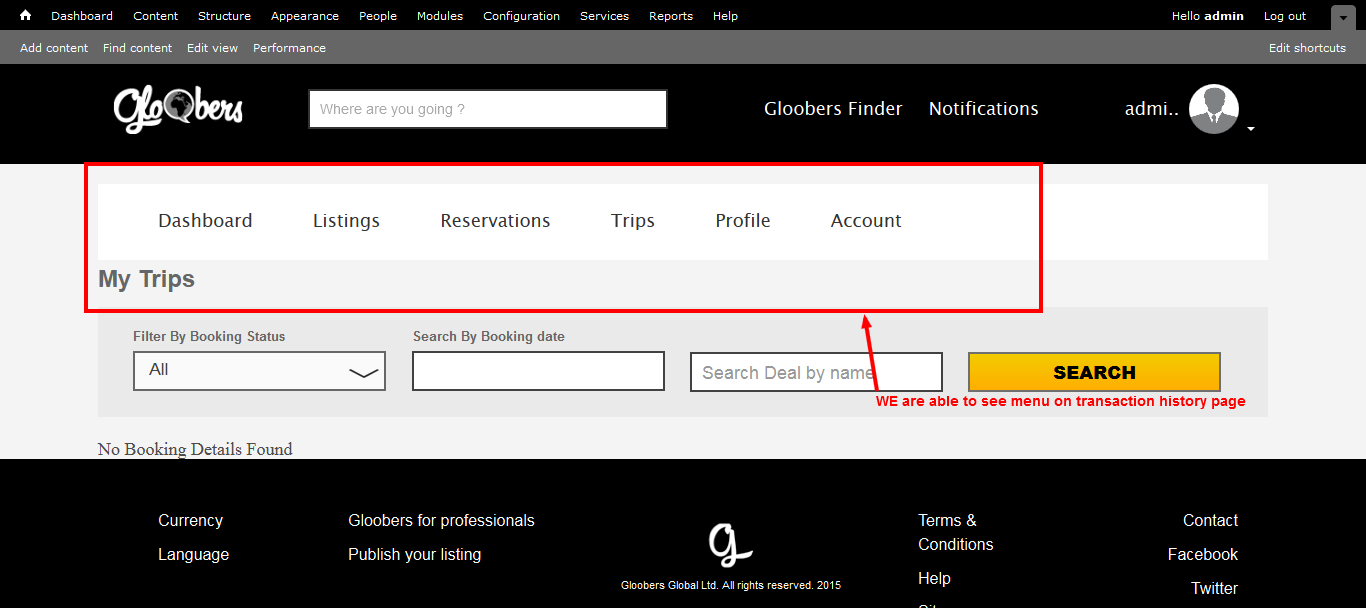 Dashboard Content Structure Appearance People Modules Configuration Services Reports Help Hello admin Log out
Add content Find content Edit view Performance Edit shortcuts
Gloobers Where are you going ? Gloobers Finder Notifications admi..
Dashboard Listings Reservations Trips Profile Account
My Trips
Filter By Booking Status Search By Booking date
All Search Deal by name SEARCH
WE are able to see menu on transaction history page
No Booking Details Found
Currency Gloobers for professionals Terms &
Conditions Contact
Language Publish your listing Facebook
g
Help Twitter
Gloobers Global Ltd. All rights reserved. 2015